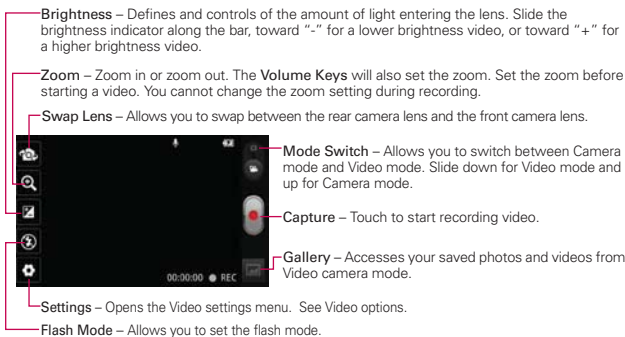 Brightness – Defines and controls of the amount of light entering the lens. Slide the
brightness indicator along the bar, toward "-" for a lower brightness video, or toward "+" for
a higher brightness video.
Zoom – Zoom in or zoom out. The Volume Keys will also set the zoom. Set the zoom before
starting a video. You cannot change the zoom setting during recording.
Swap Lens – Allows you to swap between the rear camera lens and the front camera lens.
Mode Switch – Allows you to switch between Camera
mode and Video mode. Slide down for Video mode and
up for Camera mode.
Capture – Touch to start recording video.
Gallery – Accesses your saved photos and videos from
Video camera mode.
00:00:00 REC
Settings – Opens the Video settings menu. See Video options.
Flash Mode – Allows you to set the flash mode.